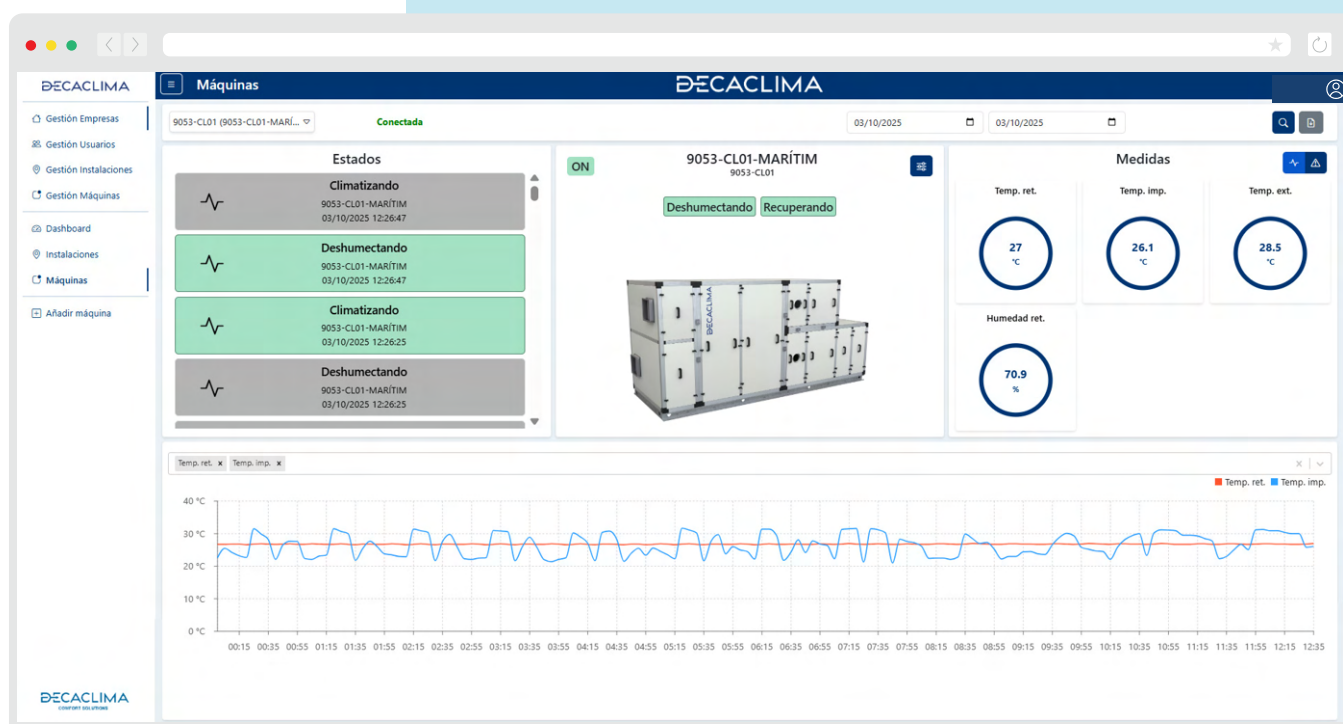 DECACLIMA
Máquinas
DECACLIMA
Gestión Empresas
Gestión Usuarios
Gestión Instalaciones
Gestión Máquinas
Dashboard
Instalaciones
Máquinas
Añadir máquina
DECACLIMA
COMFORT SOLUTIONS
9053-CL01 (9053-CL01-MARÍ...
Conectada
03/10/2025
03/10/2025
Estados
Climatizando
9053-CL01-MARÍTIM
03/10/2025 12:26:47
Deshumectando
9053-CL01-MARÍTIM
03/10/2025 12:26:47
Climatizando
9053-CL01-MARÍTIM
03/10/2025 12:26:25
Deshumectando
9053-CL01-MARÍTIM
03/10/2025 12:26:25
ON
9053-CL01-MARÍTIM
9053-CL01
Deshumectando Recuperando
DECACLIMA
Medidas
Temp. ret.
27
°C
Temp. imp.
26.1
°C
Temp. ext.
28.5
°C
Humedad ret.
70.9
%
Temp. ret. x Temp. imp. x
Temp. ret. Temp. imp.
40 °C
30 °C
20 °C
10 °C
0 °C
00:15 00:35 00:55 01:15 01:35 01:55 02:15 02:35 02:55 03:15 03:35 03:55 04:15 04:35 04:55 05:15 05:35 05:55 06:15 06:35 06:55 07:15 07:35 07:55 08:15 08:35 08:55 09:15 09:35 09:55 10:15 10:35 10:55 11:15 11:35 11:55 12:15 12:35